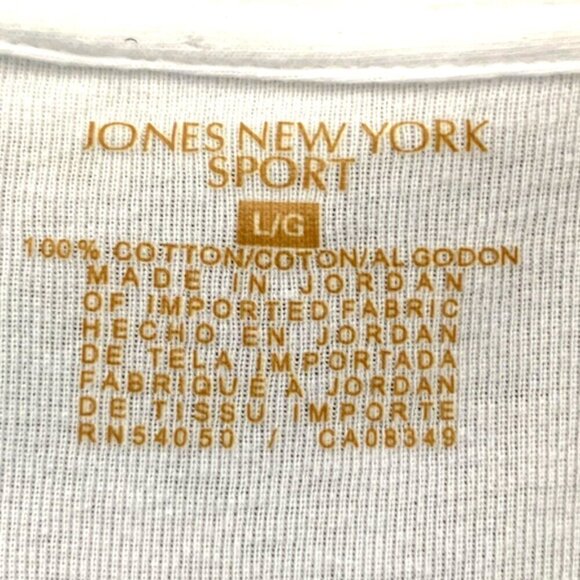 JONES NEW YORK
SPORT
L/G
100% COTTON/COTON/ALGODON
MADE IN JORDAN
OF IMPORTED FABRIC
HECHO EN JORDAN
DE TELA IMPORTADA
FABRIQUE A JORDAN
DE TISSU IMPORTE
RN54050 / CA08349